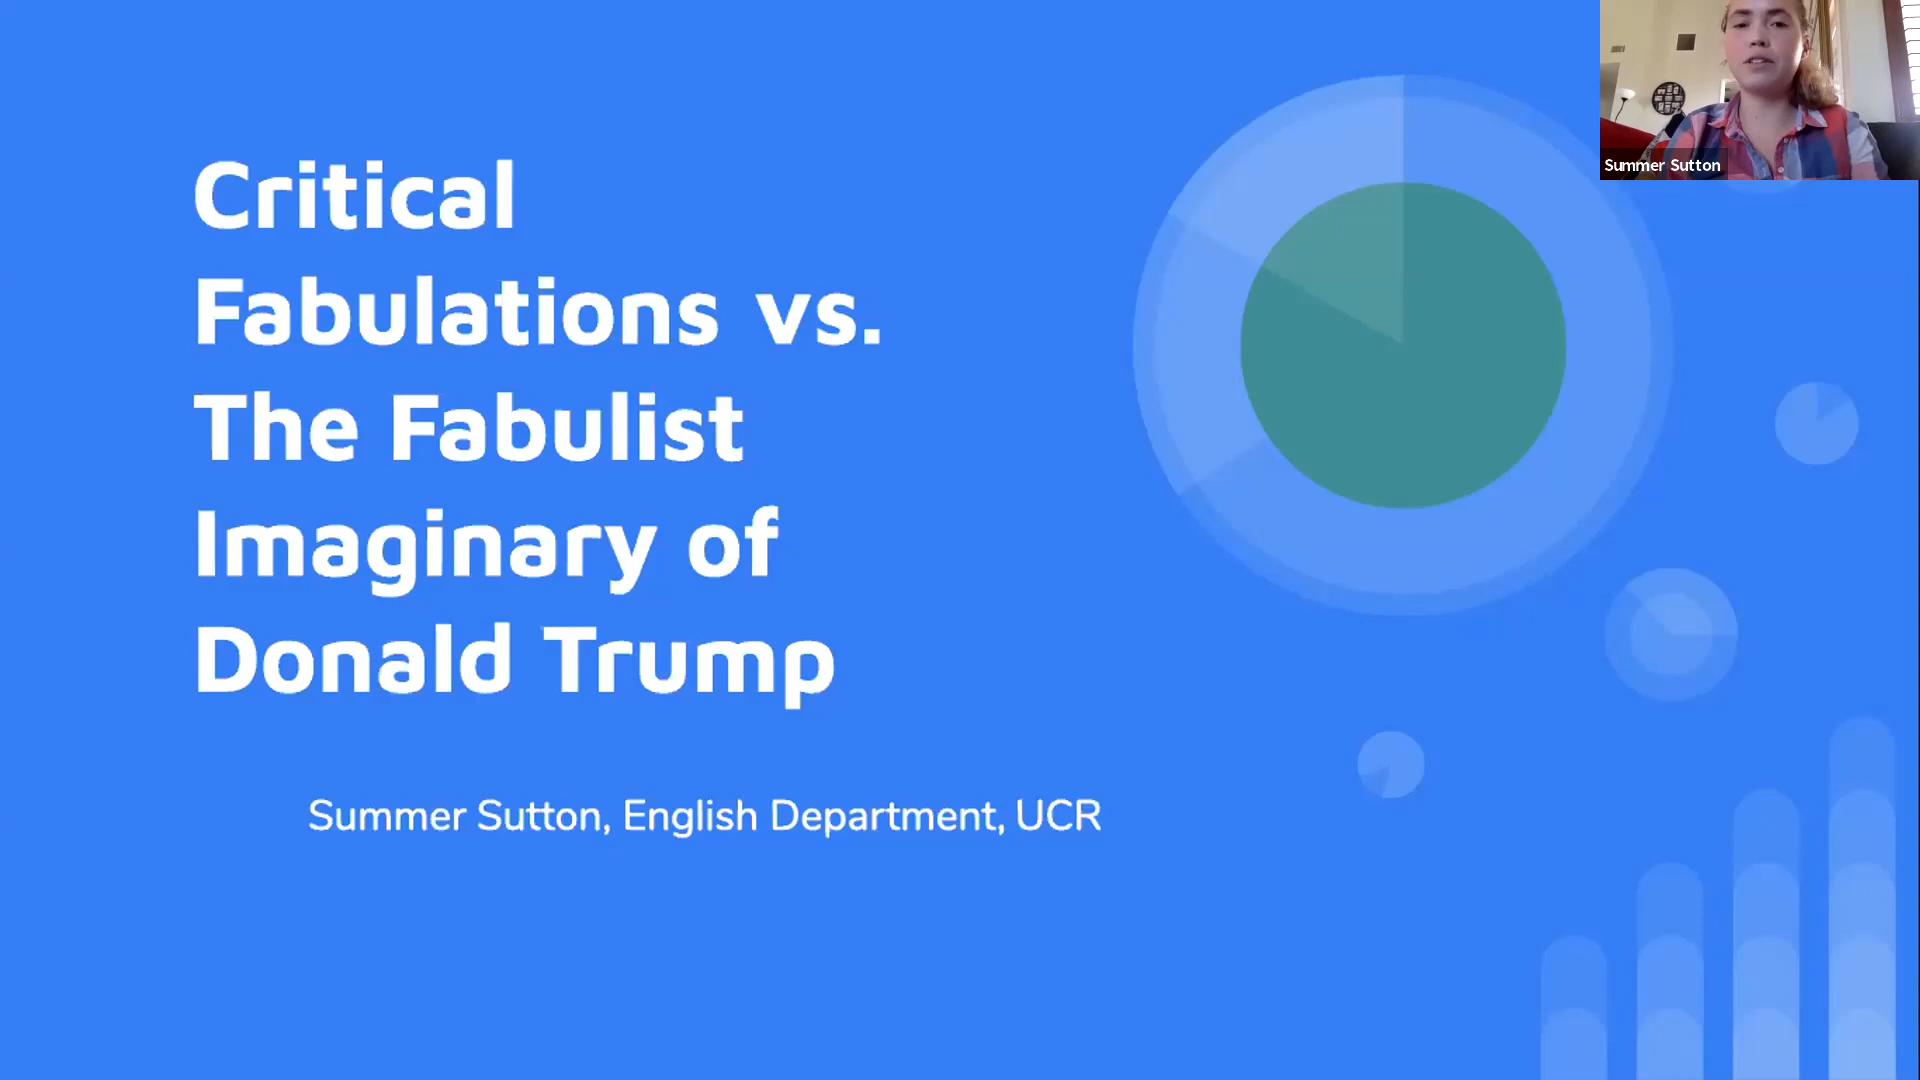 Critical
Fabulations vs.
The Fabulist
Imaginary of
Donald Trump
Summer Sutton, English Department, UCR
Summer Sutton